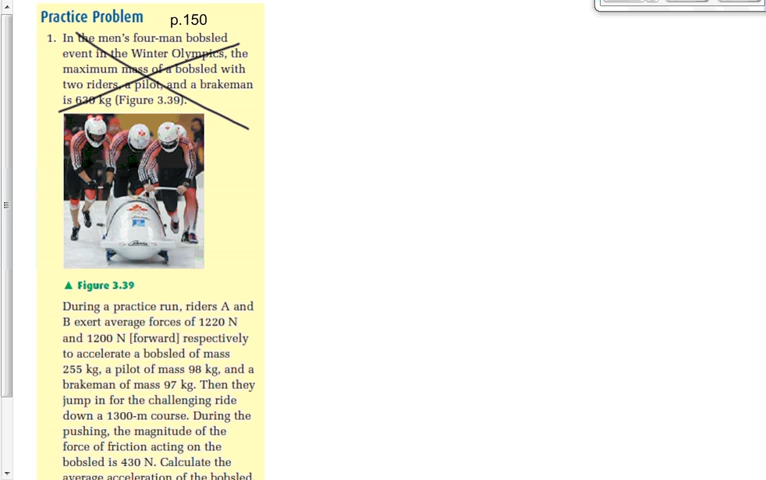 Practice Problem
p.150
1. In the men's four-man bobsled
event in the Winter Olympics, the
maximum mass of a bobsled with
two riders, a pilot, and a brakeman
is 630 kg (Figure 3.39).
▲ Figure 3.39
During a practice run, riders A and
B exert average forces of 1220 N
and 1200 N [forward] respectively
to accelerate a bobsled of mass
255 kg, a pilot of mass 98 kg, and a
brakeman of mass 97 kg. Then they
jump in for the challenging ride
down a 1300-m course. During the
pushing, the magnitude of the
force of friction acting on the
bobsled is 430 N. Calculate the
average acceleration of the bobsled,